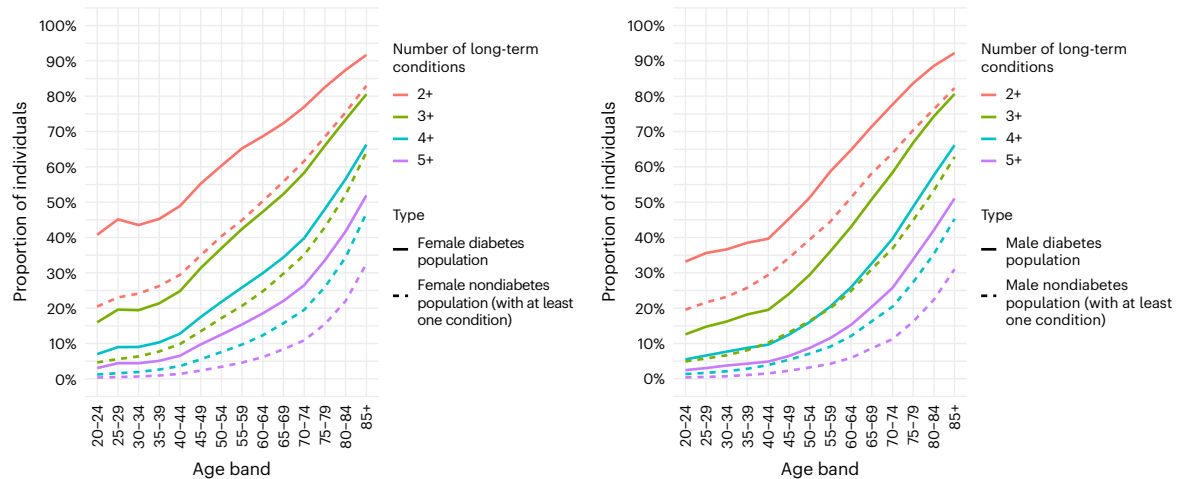 Proportion of individuals
100%
90%
80%
70%
60%
50%
40%
30%
20%
10%
0%
20–24
25–29
30–34
35–39
40–44
45–49
50–54
55–59
60–64
65–69
70–74
75–79
80–84
85+
Age band
Number of long-term
conditions
2+
3+
4+
5+
Type
Female diabetes
population
Female nondiabetes
population (with at least
one condition)
Proportion of individuals
100%
90%
80%
70%
60%
50%
40%
30%
20%
10%
0%
20–24
25–29
30–34
35–39
40–44
45–49
50–54
55–59
60–64
65–69
70–74
75–79
80–84
85+
Age band
Number of long-term
conditions
2+
3+
4+
5+
Type
Male diabetes
population
Male nondiabetes
population (with at least
one condition)